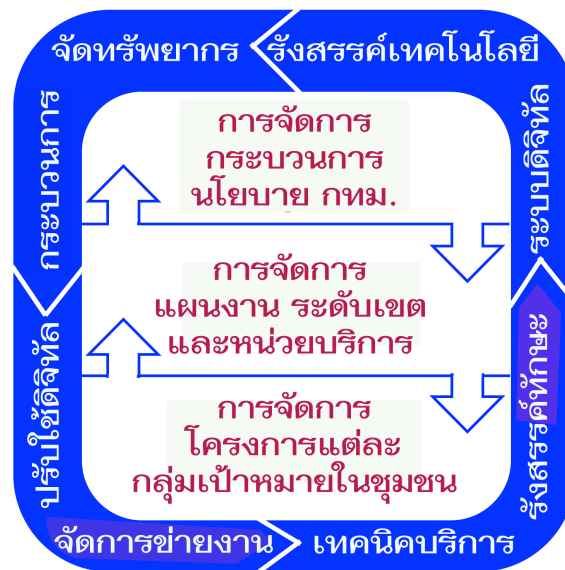 จัดทรัพยากร
รังสรรค์เทคโนโลยี
กระบวนการ
ระบบดิจิทัล
การจัดการ
กระบวนการ
นโยบาย กทม.
การจัดการ
แผนงาน ระดับเขต
และหน่วยบริการ
ปรับใช้ดิจิทัล
รังสรรค์ทักษะ
การจัดการ
โครงการแต่ละ
กลุ่มเป้าหมายในชุมชน
จัดการข่ายงาน
เทคนิคบริการ